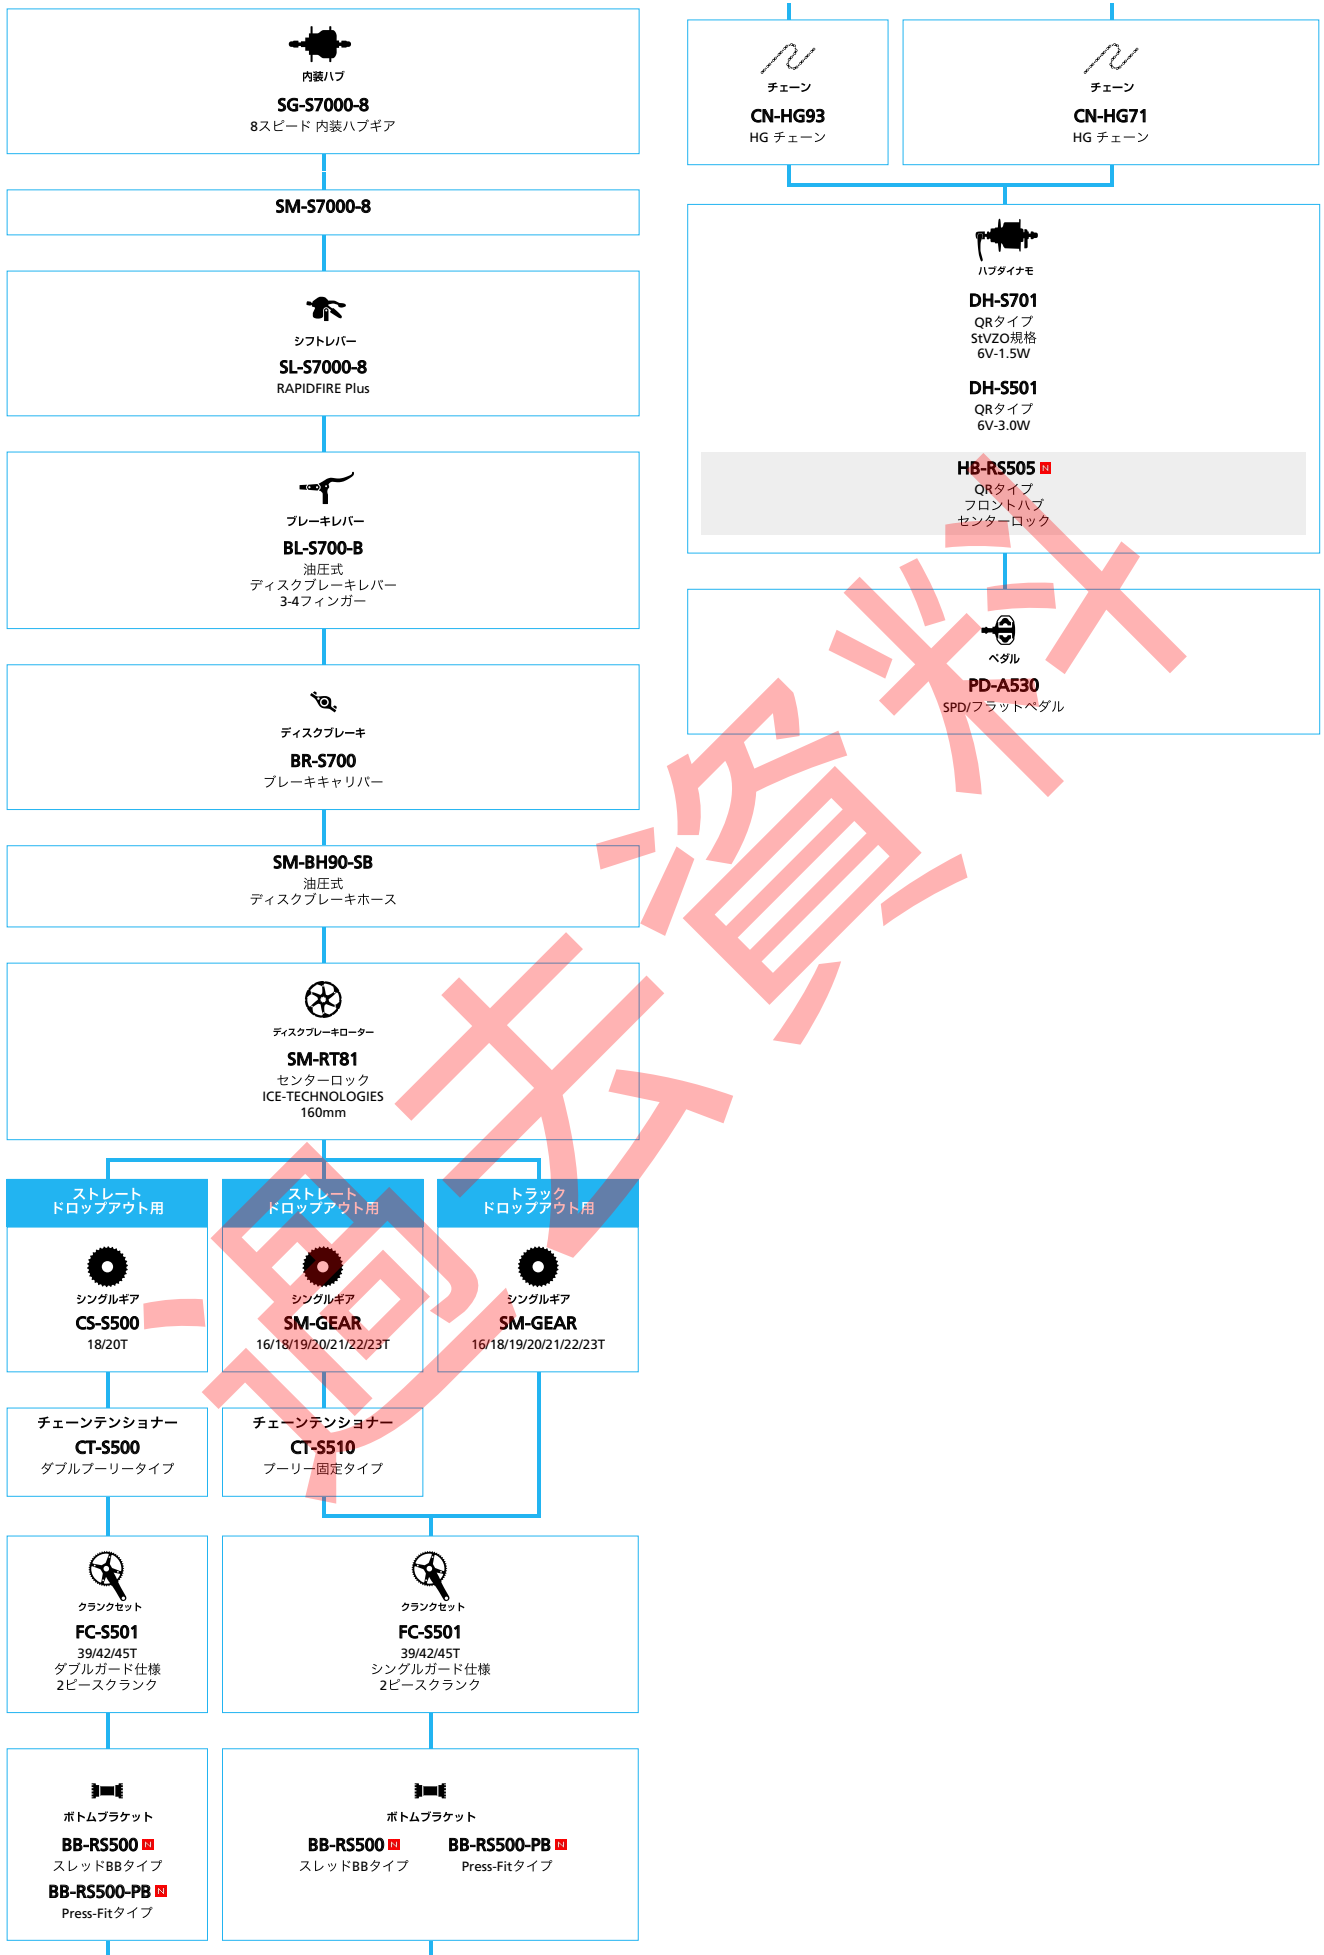 内装ハブ
SG-S7000-8
8スピード 内装ハブギア
SM-S7000-8
シフトレバー
SL-S7000-8
RAPIDFIRE Plus
ブレーキレバー
BL-S700-B
油圧式
ディスクブレーキレバー
3-4フィンガー
ディスクブレーキ
BR-S700
ブレーキキャリパー
SM-BH90-SB
油圧式
ディスクブレーキホース
ディスクブレーキローター
SM-RT81
センターロック
ICE-TECHNOLOGIES
160mm
ストレート
ドロップアウト用
シングルギア
CS-S500
18/20T
ストレート
ドロップアウト用
シングルギア
SM-GEAR
16/18/19/20/21/22/23T
トラック
ドロップアウト用
シングルギア
SM-GEAR
16/18/19/20/21/22/23T
チェーンテンショナー
CT-S500
ダブルプーリータイプ
チェーンテンショナー
CT-S510
プーリー固定タイプ
クランクセット
FC-S501
39/42/45T
ダブルガード仕様
2ピースクランク
クランクセット
FC-S501
39/42/45T
シングルガード仕様
2ピースクランク
ボトムブラケット
BB-RS500 N
スレッドBBタイプ
BB-RS500-PB N
Press-Fitタイプ
ボトムブラケット
BB-RS500 N
スレッドBBタイプ
BB-RS500-PB N
Press-Fitタイプ
チェーン
CN-HG93
HG チェーン
チェーン
CN-HG71
HG チェーン
ハブダイナモ
DH-S701
QRタイプ
StVZO規格
6V-1.5W
DH-S501
QRタイプ
6V-3.0W
HB-RS505 N
QRタイプ
フロントハブ
センターロック
ペダル
PD-A530
SPD/フラットペダル
過去資料